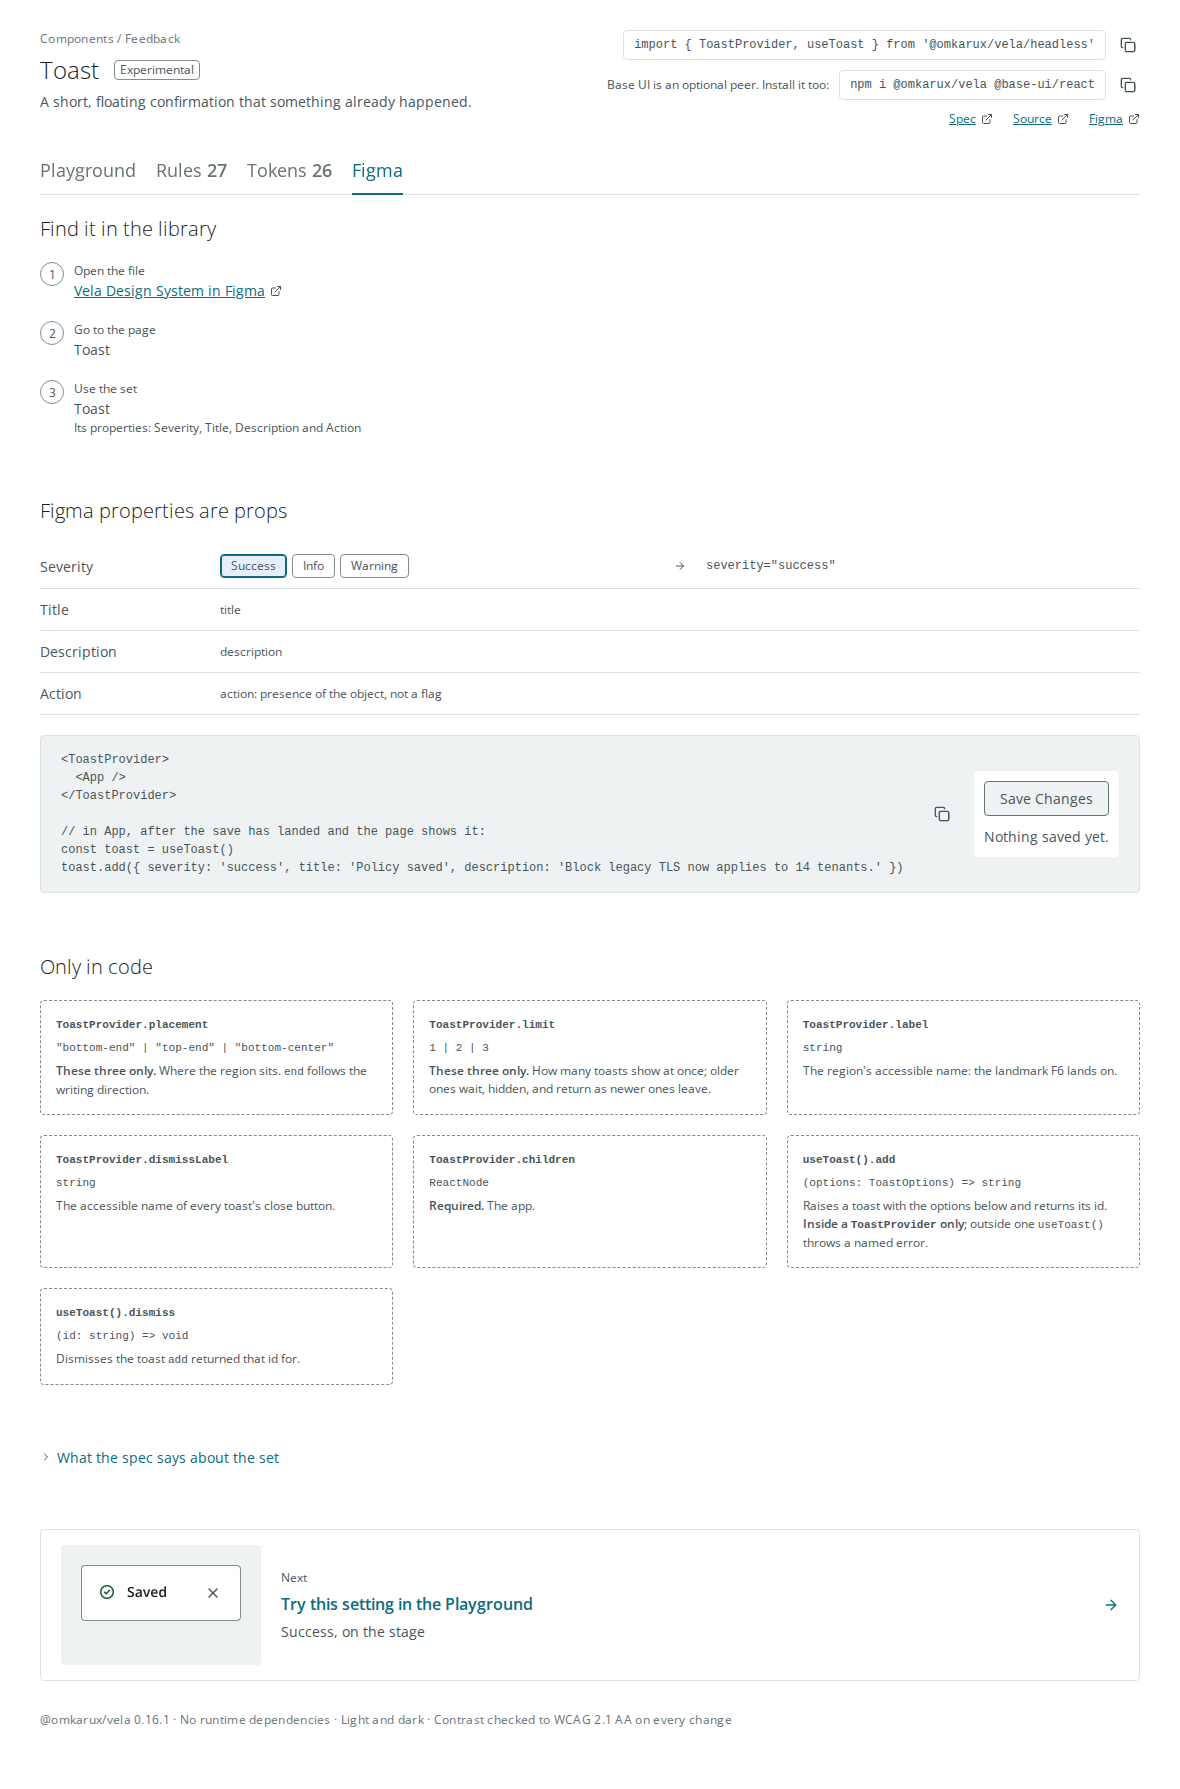 Components / Feedback
Toast Experimental
A short, floating confirmation that something already happened.
import { ToastProvider, useToast } from '@omkarux/vela/headless'
Base UI is an optional peer. Install it too: npm i @omkarux/vela @base-ui/react
Spec Source Figma
Playground Rules 27 Tokens 26 Figma
Find it in the library
1 Open the file
Vela Design System in Figma
2 Go to the page
Toast
3 Use the set
Toast
Its properties: Severity, Title, Description and Action
Figma properties are props
Severity Success Info Warning → severity="success"
Title title
Description description
Action action: presence of the object, not a flag
<ToastProvider>
  <App />
</ToastProvider>
// in App, after the save has landed and the page shows it:
const toast = useToast()
toast.add({ severity: 'success', title: 'Policy saved', description: 'Block legacy TLS now applies to 14 tenants.' })
Save Changes
Nothing saved yet.
Only in code
ToastProvider.placement
"bottom-end" | "top-end" | "bottom-center"
These three only. Where the region sits. end follows the
writing direction.
ToastProvider.limit
1 | 2 | 3
These three only. How many toasts show at once; older
ones wait, hidden, and return as newer ones leave.
ToastProvider.label
string
The region's accessible name: the landmark F6 lands on.
ToastProvider.dismissLabel
string
The accessible name of every toast's close button.
ToastProvider.children
ReactNode
Required. The app.
useToast().add
(options: ToastOptions) => string
Raises a toast with the options below and returns its id.
Inside a ToastProvider only; outside one useToast()
throws a named error.
useToast().dismiss
(id: string) => void
Dismisses the toast add returned that id for.
What the spec says about the set
Saved
Next
Try this setting in the Playground
Success, on the stage
@omkarux/vela 0.16.1 · No runtime dependencies · Light and dark · Contrast checked to WCAG 2.1 AA on every change